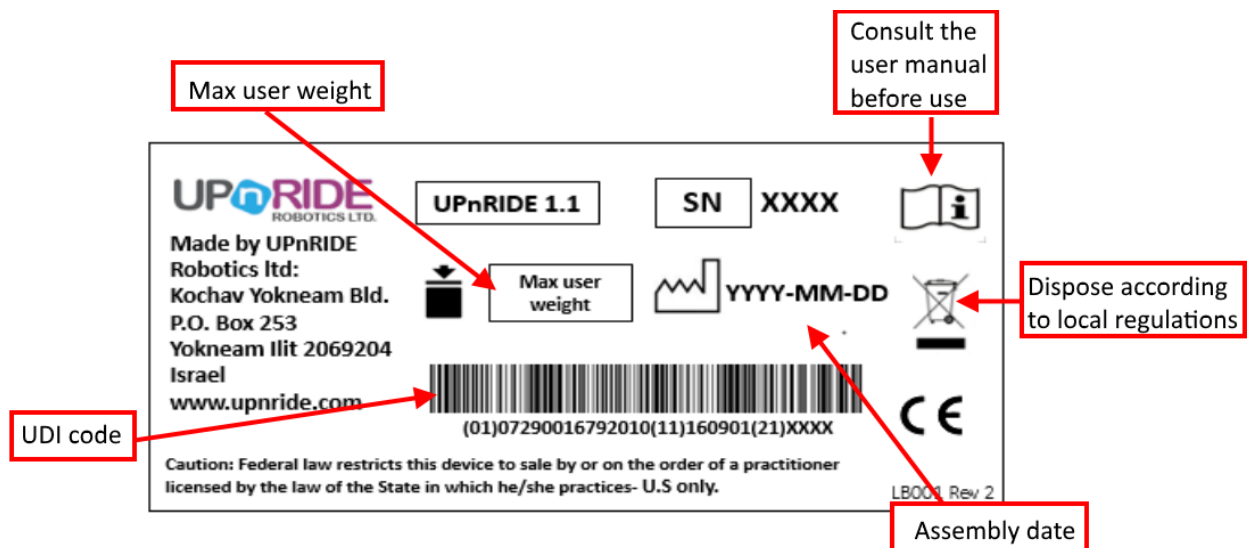 Consult the
user manual
before use
Max user weight
UPnRIDE
ROBOTICS LTD.
UPnRIDE 1.1
SN XXXX
Made by UPnRIDE
Robotics ltd:
Kochav Yokneam Bld.
P.O. Box 253
Yokneam Ilit 2069204
Israel
www.upnride.com
Max user
weight
YYYY-MM-DD
Dispose according
to local regulations
UDI code
(01)07290016792010(11)160901(21)XXXX
CE
Caution: Federal law restricts this device to sale by or on the order of a practitioner
licensed by the law of the State in which he/she practices- U.S only.
LB001 Rev 2
Assembly date